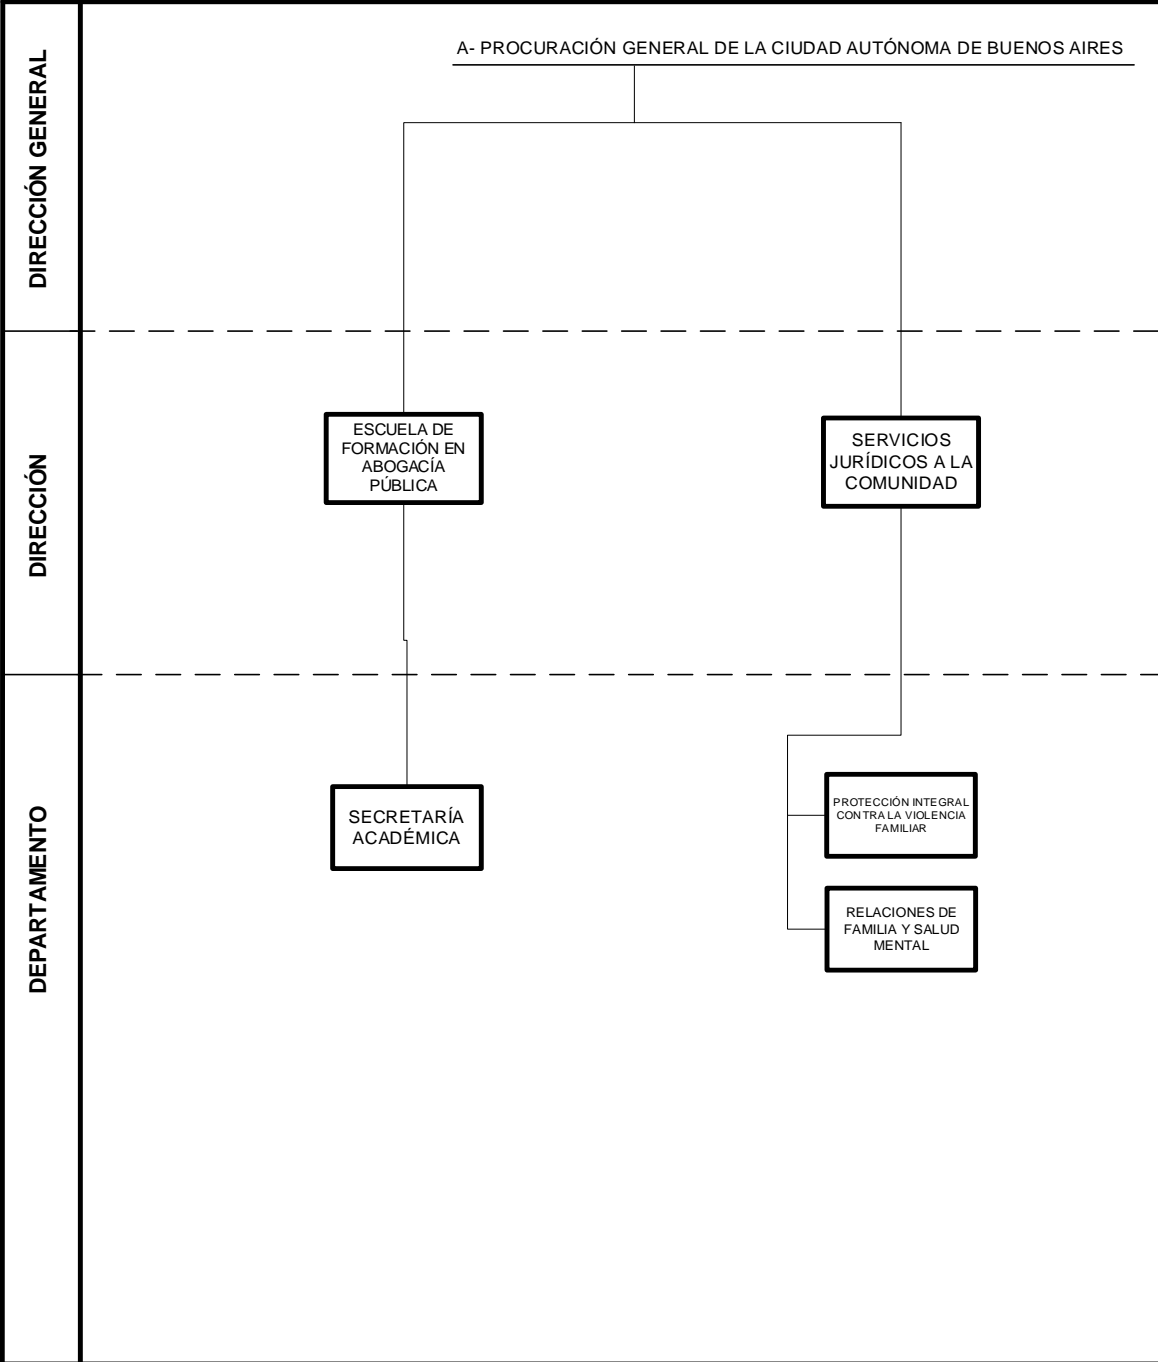 A- PROCURACIÓN GENERAL DE LA CIUDAD AUTÓNOMA DE BUENOS AIRES
DIRECCIÓN GENERAL
DIRECCIÓN
ESCUELA DE
FORMACIÓN EN
ABOGACÍA
PÚBLICA
SERVICIOS
JURÍDICOS A LA
COMUNIDAD
DEPARTAMENTO
SECRETARÍA
ACADÉMICA
PROTECCIÓN INTEGRAL
CONTRA LA VIOLENCIA
FAMILIAR
RELACIONES DE
FAMILIA Y SALUD
MENTAL